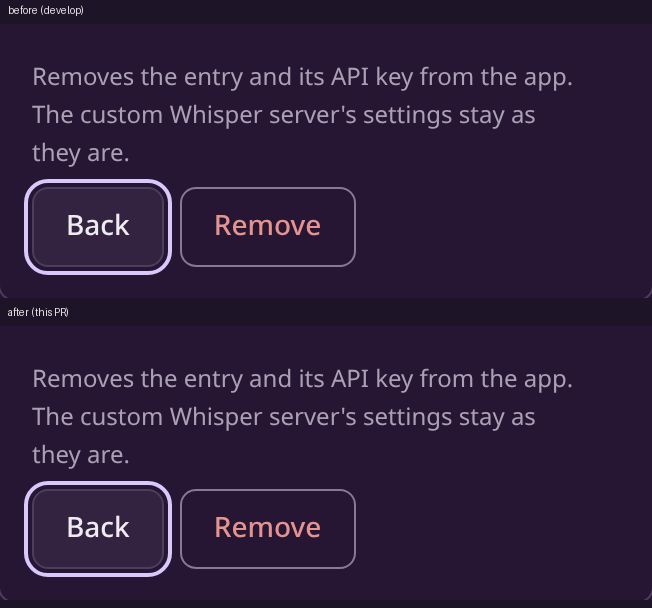 before (develop)
Removes the entry and its API key from the app.
The custom Whisper server's settings stay as
they are.
Back Remove
after (this PR)
Removes the entry and its API key from the app.
The custom Whisper server's settings stay as
they are.
Back Remove